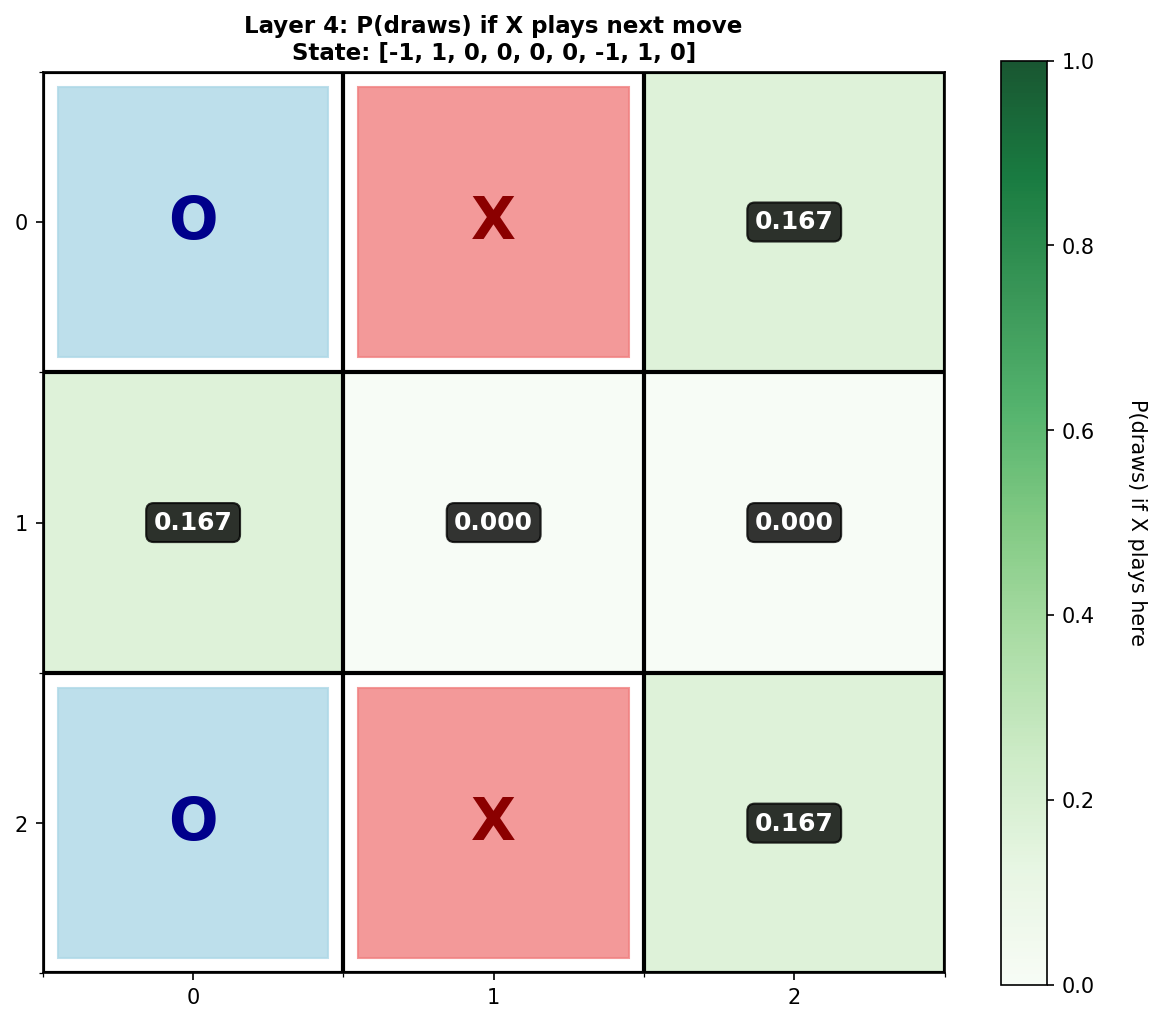 Layer 4: P(draws) if X plays next move
State: [-1, 1, 0, 0, 0, 0, -1, 1, 0]
O
X
0.167
0.167
0.000
0.000
O
X
0.167
0
1
2
0
1
2
1.0
0.8
0.6
0.4
0.2
0.0
P(draws) if X plays here